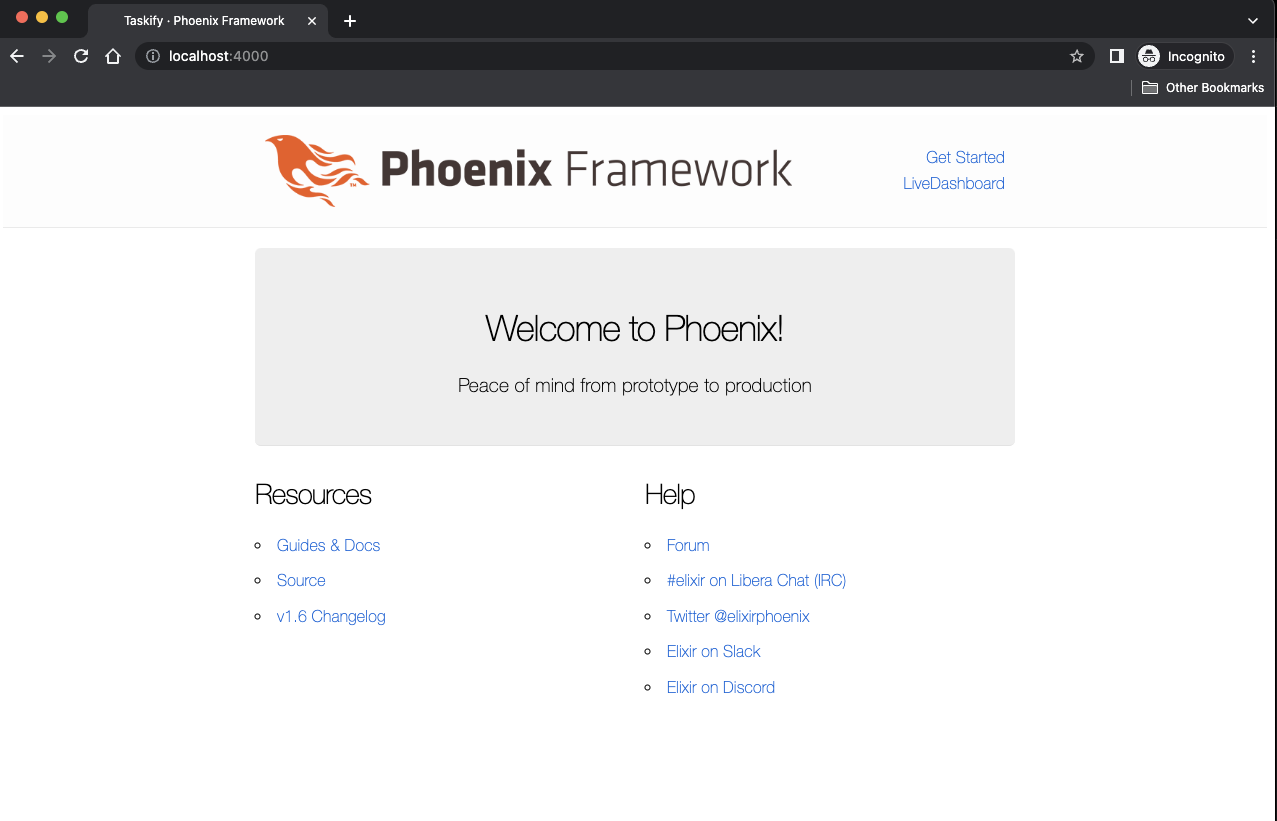 Taskify · Phoenix Framework
localhost:4000
Incognito
Other Bookmarks
Phoenix Framework
TM
Get Started
LiveDashboard
Welcome to Phoenix!
Peace of mind from prototype to production
Resources
Guides & Docs
Source
v1.6 Changelog
Help
Forum
#elixir on Libera Chat (IRC)
Twitter @elixirphoenix
Elixir on Slack
Elixir on Discord